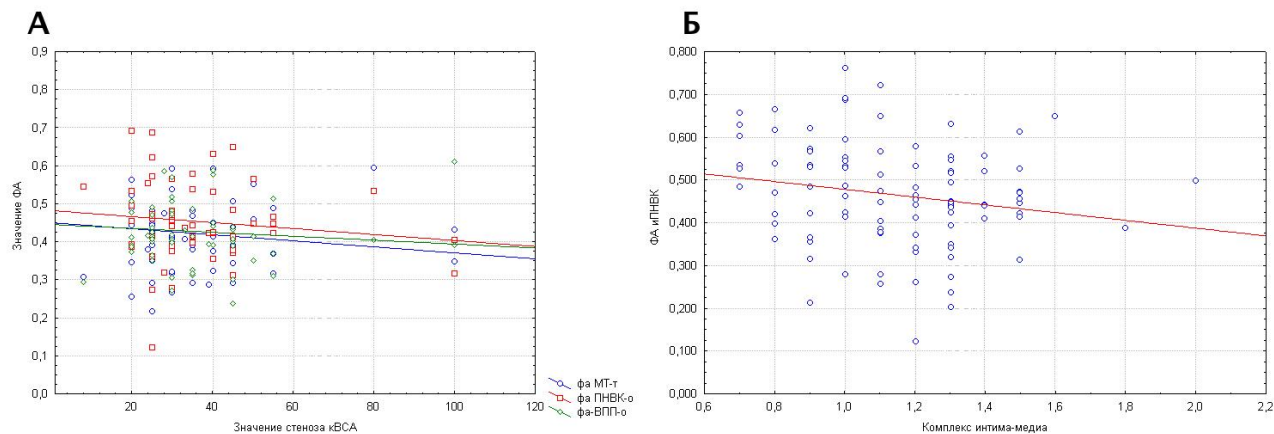 А
0,9
0,8
0,7
0,6
0,5
0,4
0,3
0,2
0,1
0,0
Значение ФА
20 40 60 80 100 120
Значение стеноза кВСА
фа МТ-т
фа ПНВК-о
фа-ВПП-о
Б
0,800
0,700
0,600
0,500
0,400
0,300
0,200
0,100
0,000
ФА иПНВК
0,6 0,8 1,0 1,2 1,4 1,6 1,8 2,0 2,2
Комплекс интима-медиа